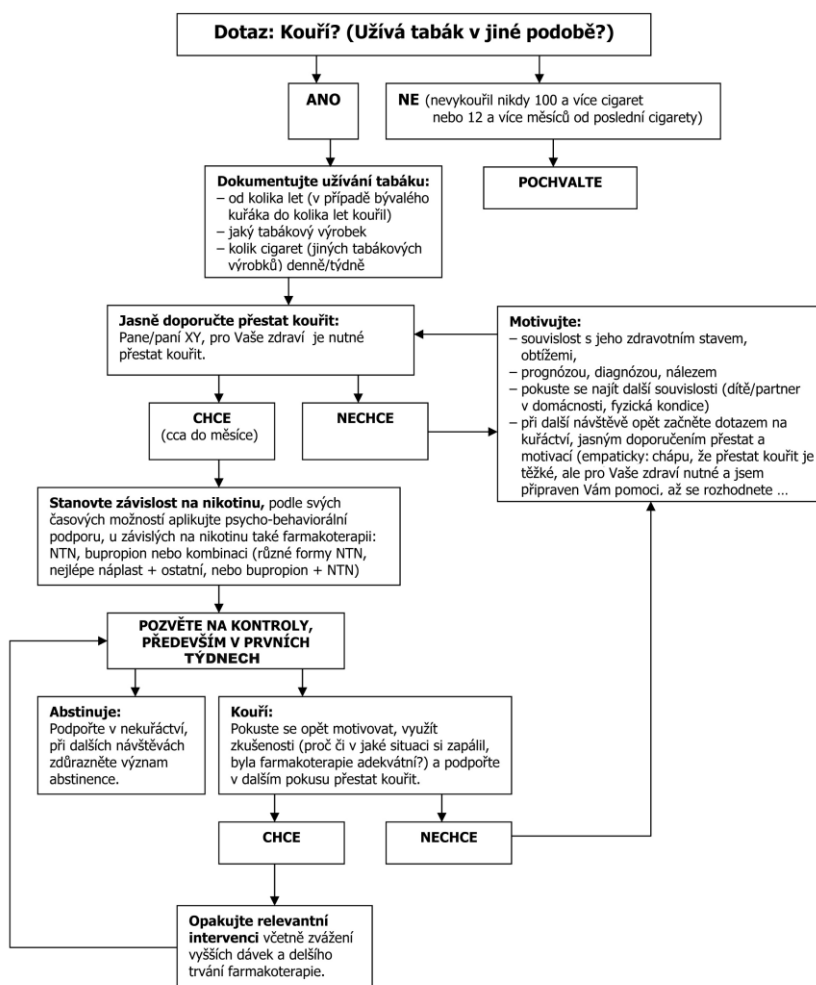 Dotaz: Kouří? (Užívá tabák v jiné podobě?)
ANO
NE (nevykouřil nikdy 100 a více cigaret
nebo 12 a více měsíců od poslední cigarety)
POCHVALTE
Dokumentujte užívání tabáku:
– od kolika let (v případě bývalého
kuřáka do kolika let kouřil)
– jaký tabákový výrobek
– kolik cigaret (jiných tabákových
výrobků) denně/týdně
Jasně doporučte přestat kouřit:
Pane/paní XY, pro Vaše zdraví je nutné
přestat kouřit.
Motivujte:
– souvislost s jeho zdravotním stavem,
obtížemi,
– prognózou, diagnózou, nálezem
– pokuste se najít další souvislosti (dítě/partner
v domácnosti, fyzická kondice)
– při další návštěvě opět začněte dotazem na
kuřáctví, jasným doporučením přestat a
motivací (empaticky: chápu, že přestat kouřit je
těžké, ale pro Vaše zdraví nutné a jsem
připraven Vám pomoci, až se rozhodnete ...
CHCE
(cca do měsíce)
NECHCE
Stanovte závislost na nikotinu, podle svých
časových možností aplikujte psycho-behaviorální
podporu, u závislých na nikotinu také farmakoterapii:
NTN, bupropion nebo kombinaci (různé formy NTN,
nejlépe náplast + ostatní, nebo bupropion + NTN)
POZVĚTE NA KONTROLY,
PŘEDEVŠÍM V PRVNÍCH
TÝDNECH
Abstinuje:
Podpořte v nekuřáctví,
při dalších návštěvách
zdůrazněte význam
abstinence.
Kouří:
Pokuste se opět motivovat, využít
zkušenosti (proč či v jaké situaci si zapálil,
byla farmakoterapie adekvátní?) a podpořte
v dalším pokusu přestat kouřit.
CHCE
NECHCE
Opakujte relevantní
intervenci včetně zvážení
vyšších dávek a delšího
trvání farmakoterapie.